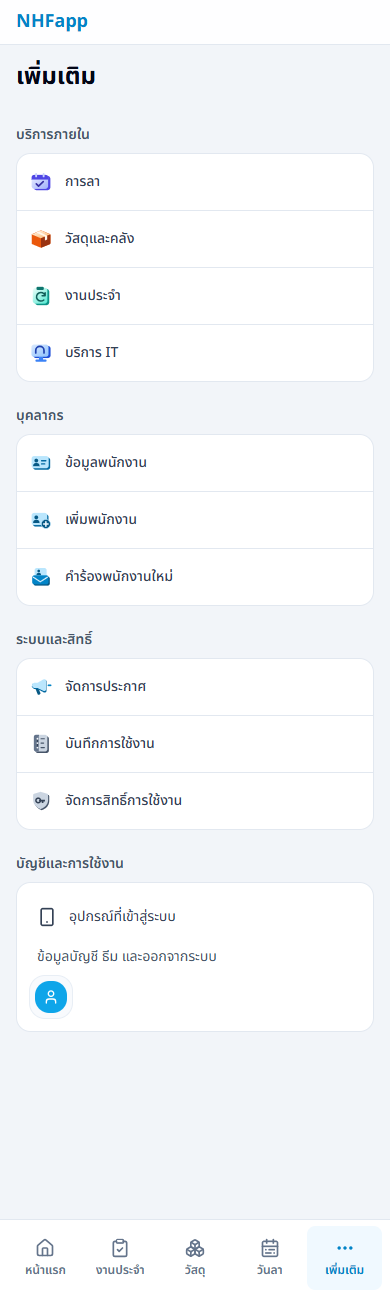 NHFapp
เพิ่มเติม
บริการภายใน
การลา
วัสดุและคลัง
งานประจำ
บริการ IT
บุคลากร
ข้อมูลพนักงาน
เพิ่มพนักงาน
คำร้องพนักงานใหม่
ระบบและสิทธิ์
จัดการประกาศ
บันทึกการใช้งาน
จัดการสิทธิ์การใช้งาน
บัญชีและการใช้งาน
อุปกรณ์ที่เข้าสู่ระบบ
ข้อมูลบัญชี ธีม และออกจากระบบ
หน้าแรก งานประจำ วัสดุ วันลา เพิ่มเติม